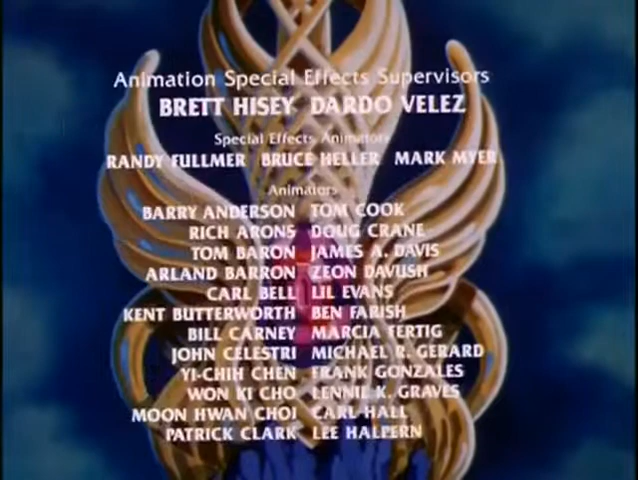 Animation Special Effects Supervisors
BRETT HISEY DARDO VELEZ
Special Effects Animators
RANDY FULLMER BRUCE HELLER MARK MYER
Animators
BARRY ANDERSON TOM COOK
RICH ARONS DOUG CRANE
TOM BARON JAMES A. DAVIS
ARLAND BARRON ZEON DAVUSH
CARL BELL LIL EVANS
KENT BUTTERWORTH BEN FARISH
BILL CARNEY MARCIA FERTIG
JOHN CELESTRI MICHAEL R. GERARD
YI-CHIH CHEN FRANK GONZALES
WON KI CHO LENNIE K. GRAVES
MOON HWAN CHOI CARL HALL
PATRICK CLARK LEE HALPERN